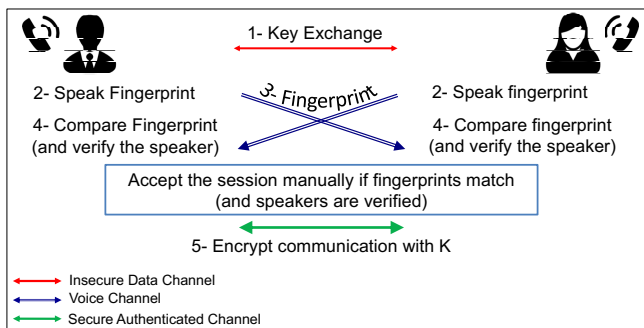 1- Key Exchange
2- Speak Fingerprint
3- Fingerprint
2- Speak fingerprint
4- Compare Fingerprint
(and verify the speaker)
4- Compare fingerprint
(and verify the speaker)
Accept the session manually if fingerprints match
(and speakers are verified)
5- Encrypt communication with K
Insecure Data Channel
Voice Channel
Secure Authenticated Channel